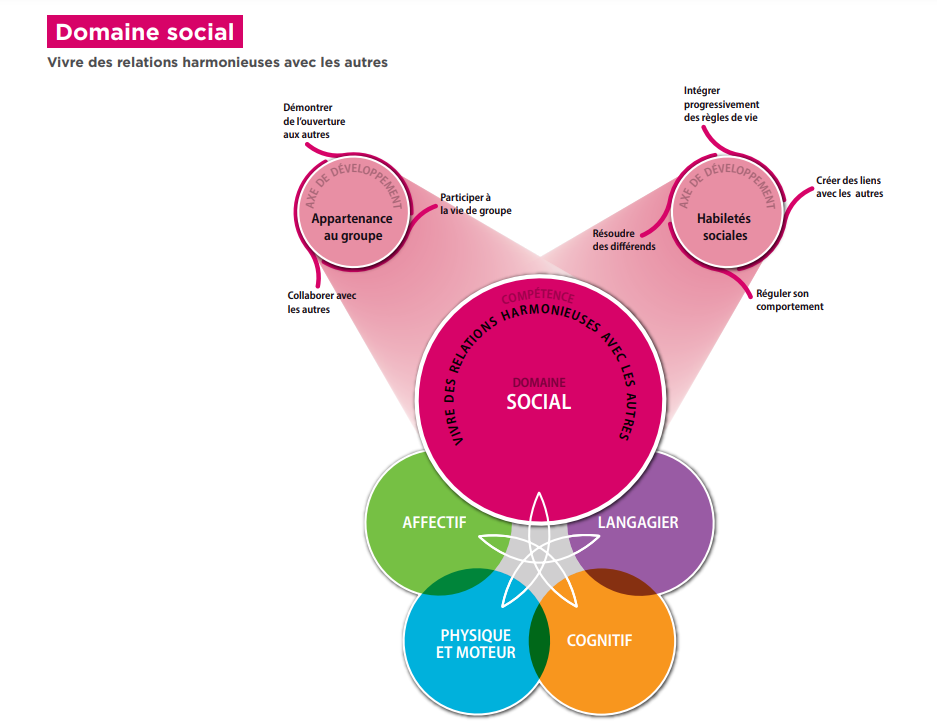 Domaine social
Vivre des relations harmonieuses avec les autres
Démontrer
de l'ouverture
aux autres
AXE DE DÉVELOPPEMENT
Appartenance
au groupe
Participer à
la vie de groupe
Collaborer avec
les autres
Intégrer
progressivement
des règles de vie
AXE DE DÉVELOPPEMENT
Habiletés
sociales
Créer des liens
avec les autres
Résoudre
des différends
Réguler son
comportement
COMPÉTENCE
VIVRE DES RELATIONS HARMONIEUSES AVEC LES AUTRES
DOMAINE
SOCIAL
AFFECTIF
LANGAGIER
PHYSIQUE
ET MOTEUR
COGNITIF